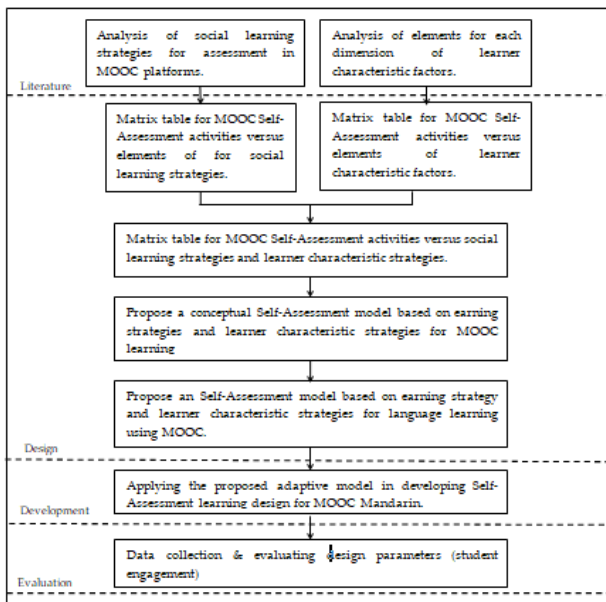 Analysis of social learning
strategies for assessment in
MOOC platforms.
Analysis of elements for each
dimension of learner
characteristic factors.
Literature
Matrix table for MOOC Self-
Assessment activities versus
elements of for social
learning strategies.
Matrix table for MOOC Self-
Assessment activities versus
elements of learner
characteristic factors.
Matrix table for MOOC Self-Assessment activities versus social
learning strategies and learner characteristic strategies.
Propose a conceptual Self-Assessment model based on earning
strategies and learner characteristic strategies for MOOC
learning
Propose an Self-Assessment model based on earning strategy
and learner characteristic strategies for language learning
using MOOC.
Design
Applying the proposed adaptive model in developing Self-
Assessment learning design for MOOC Mandarin.
Development
Data collection & evaluating design parameters (student
engagement)
Evaluation